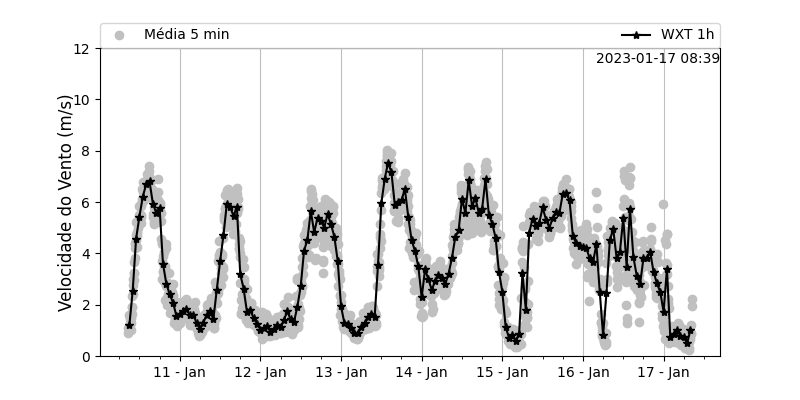 Média 5 min
WXT 1h
2023-01-17 08:39
Velocidade do Vento (m/s)
12
10
8
6
4
2
0
11 - Jan 12 - Jan 13 - Jan 14 - Jan 15 - Jan 16 - Jan 17 - Jan